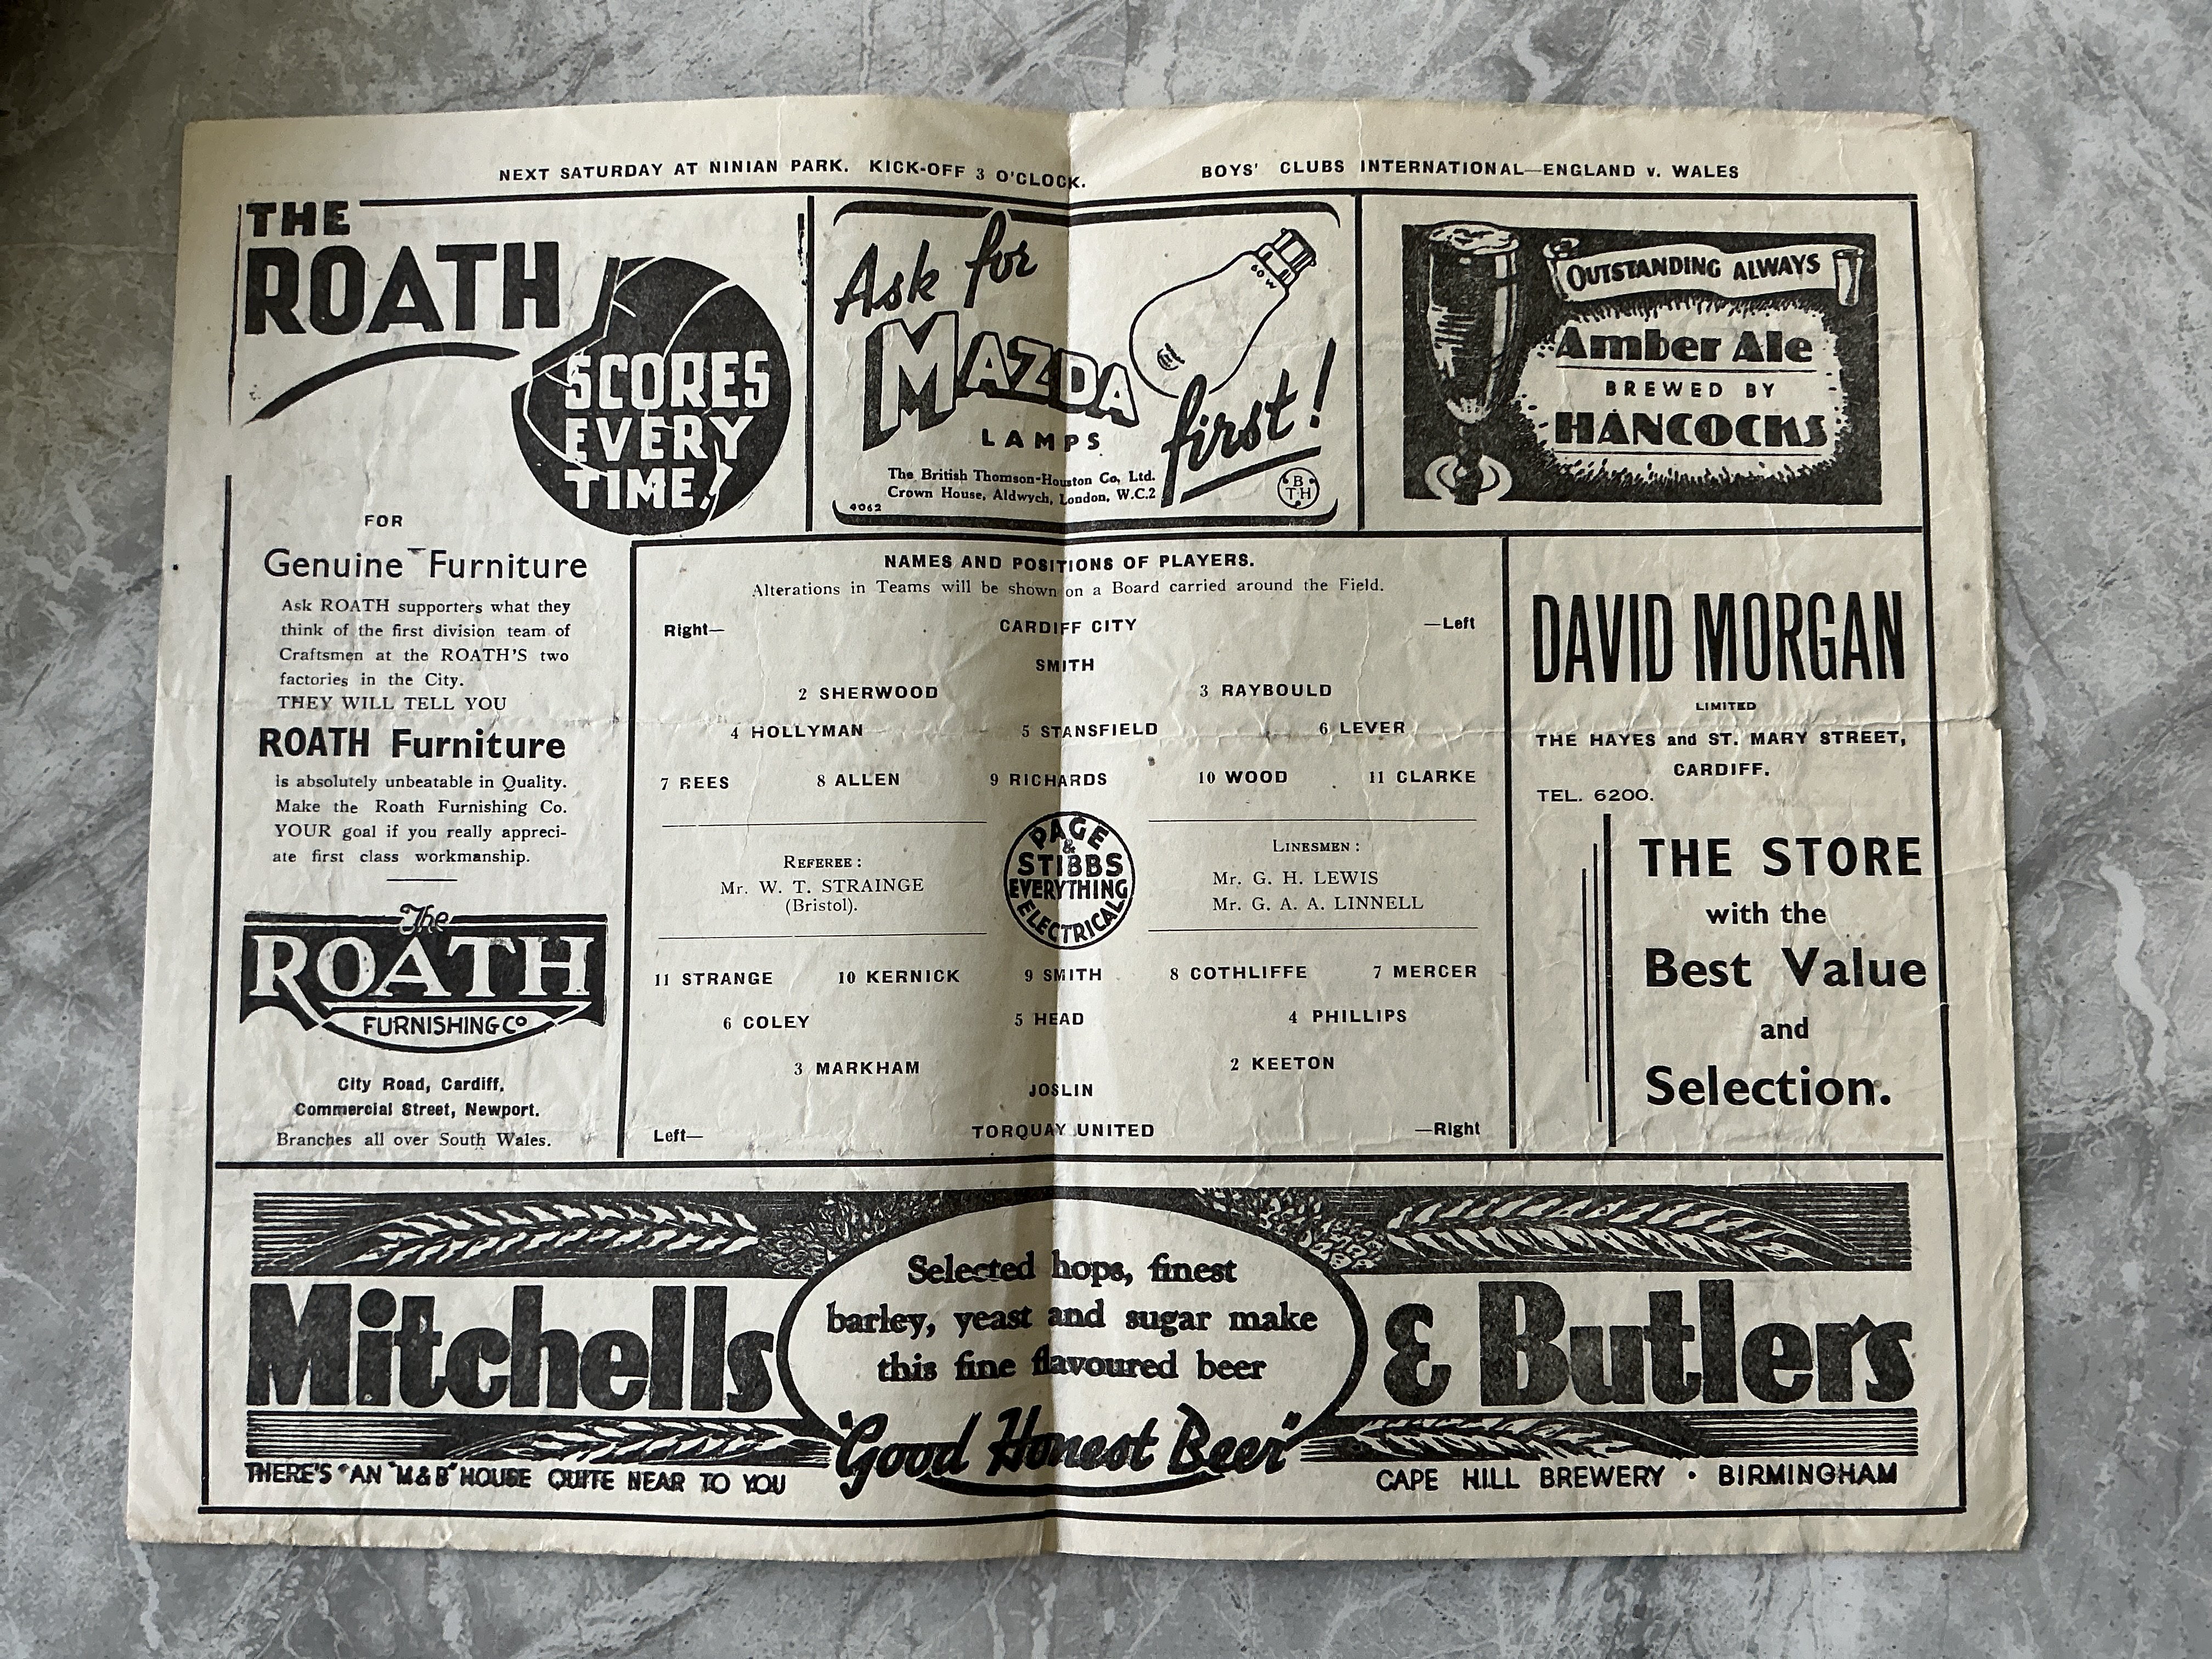 NEXT SATURDAY AT NINIAN PARK. KICK-OFF 3 O'CLOCK. BOYS' CLUBS INTERNATIONAL—ENGLAND v. WALES
THE
ROATH
SCORES
EVERY
TIME!
FOR
Genuine Furniture
Ask ROATH supporters what they
think of the first division team of
Craftsmen at the ROATH'S two
factories in the City.
THEY WILL TELL YOU
ROATH Furniture
is absolutely unbeatable in Quality.
Make the Roath Furnishing Co.
YOUR goal if you really appreci-
ate first class workmanship.
The
ROATH
FURNISHING Co
City Road, Cardiff,
Commercial Street, Newport.
Branches all over South Wales.
Ask for
MAZDA
LAMPS
first!
60
W
The British Thomson-Houston Co, Ltd.
Crown House, Aldwych, London, W.C.2
4062
B
TH
OUTSTANDING ALWAYS
Amber Ale
BREWED BY
HANCOCKS
NAMES AND POSITIONS OF PLAYERS.
Alterations in Teams will be shown on a Board carried around the Field.
Right— CARDIFF CITY —Left
SMITH
2 SHERWOOD 3 RAYBOULD
4 HOLLYMAN 5 STANSFIELD 6 LEVER
7 REES 8 ALLEN 9 RICHARDS 10 WOOD 11 CLARKE
REFEREE :
Mr. W. T. STRAINGE
(Bristol).
PAGE
&
STIBBS
EVERYTHING
ELECTRICAL
LINESMEN :
Mr. G. H. LEWIS
Mr. G. A. A. LINNELL
11 STRANGE 10 KERNICK 9 SMITH 8 COTHLIFFE 7 MERCER
6 COLEY 5 HEAD 4 PHILLIPS
3 MARKHAM 2 KEETON
JOSLIN
Left— TORQUAY UNITED —Right
DAVID MORGAN
LIMITED
THE HAYES and ST. MARY STREET,
CARDIFF.
TEL. 6200.
THE STORE
with the
Best Value
and
Selection.
Mitchells & Butlers
Selected hops, finest
barley, yeast and sugar make
this fine flavoured beer
"Good Honest Beer"
THERE'S "AN "M&B" HOUSE QUITE NEAR TO YOU
CAPE HILL BREWERY • BIRMINGHAM